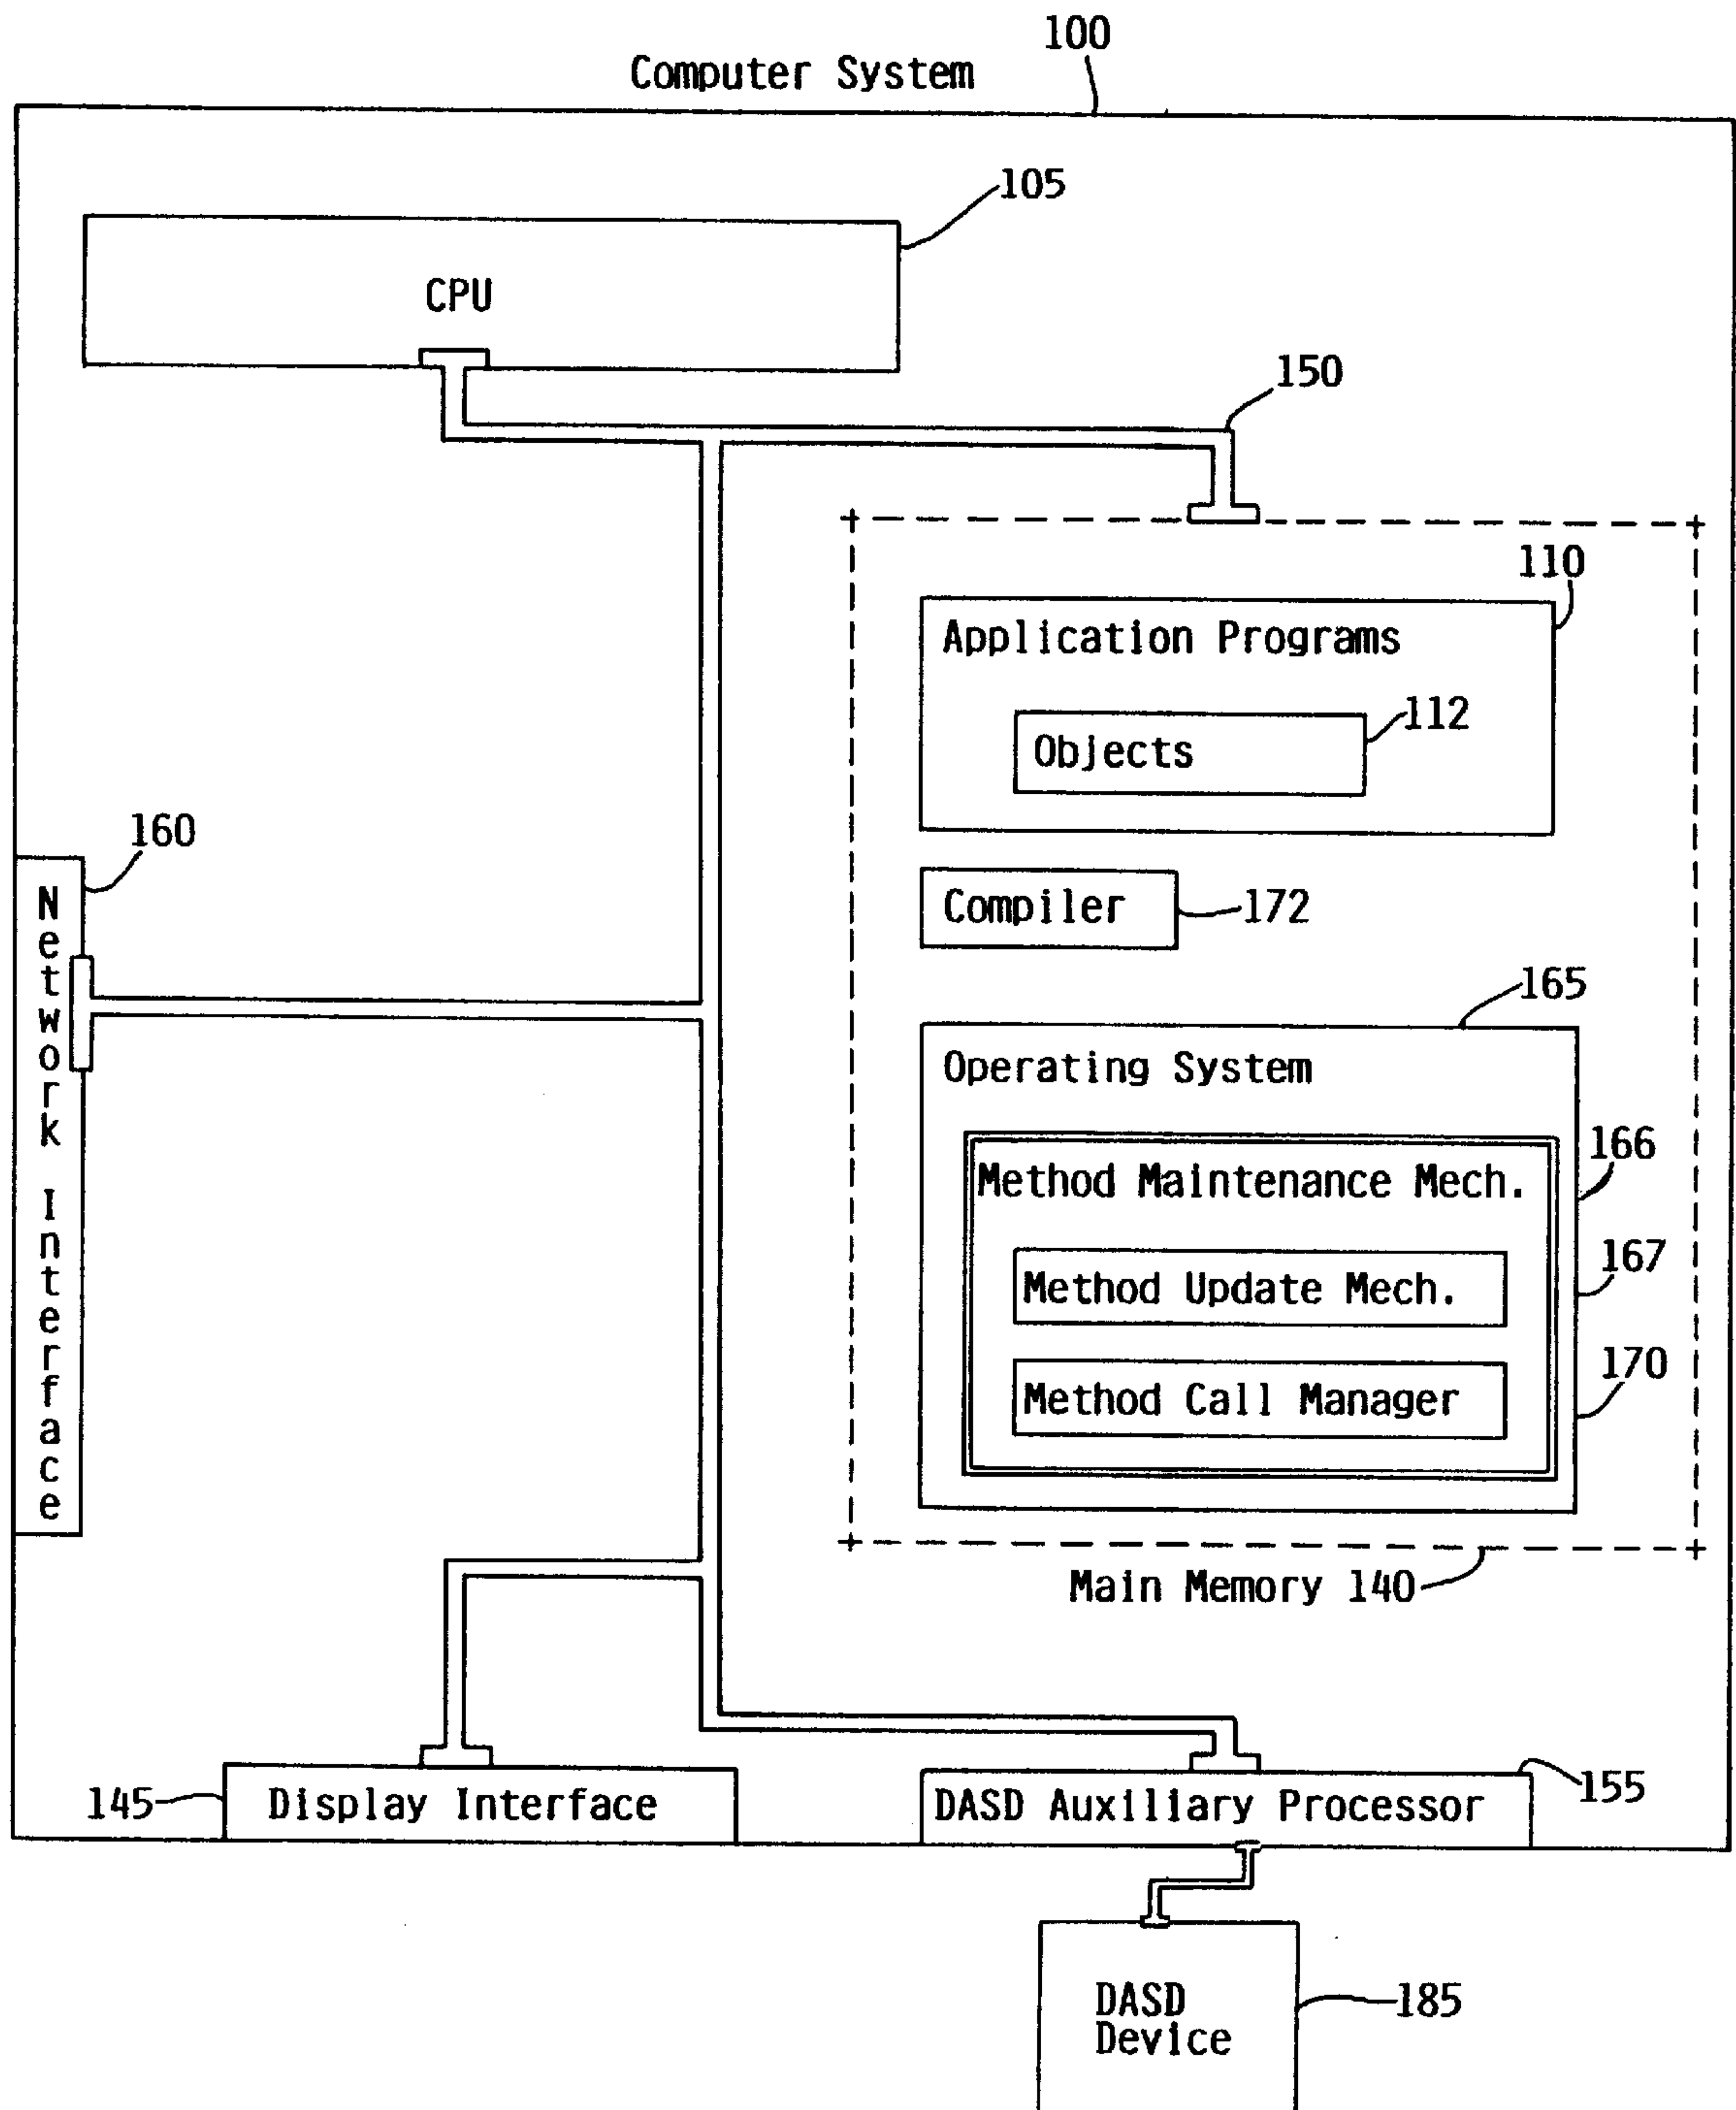 100
Computer System
105
CPU
150
110
Application Programs
112
Objects
160
Network Interface
Compiler
172
165
Operating System
166
Method Maintenance Mech.
167
Method Update Mech.
170
Method Call Manager
Main Memory 140
145
Display Interface
DASD Auxiliary Processor
155
DASD
Device
185